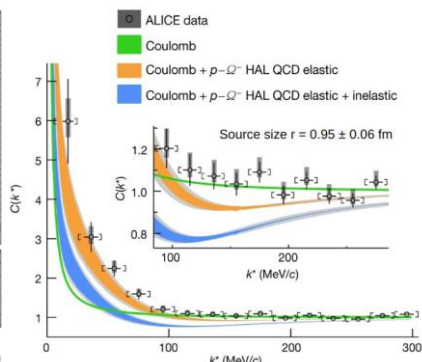 ALICE data
Coulomb
Coulomb + p–Ω⁻ HAL QCD elastic
Coulomb + p–Ω⁻ HAL QCD elastic + inelastic
Source size r = 0.95 ± 0.06 fm
C(k*)
7
6
5
4
3
2
1
1.2
1.0
0.8
C(k*)
100
200
k* (MeV/c)
0
100
200
300
k* (MeV/c)